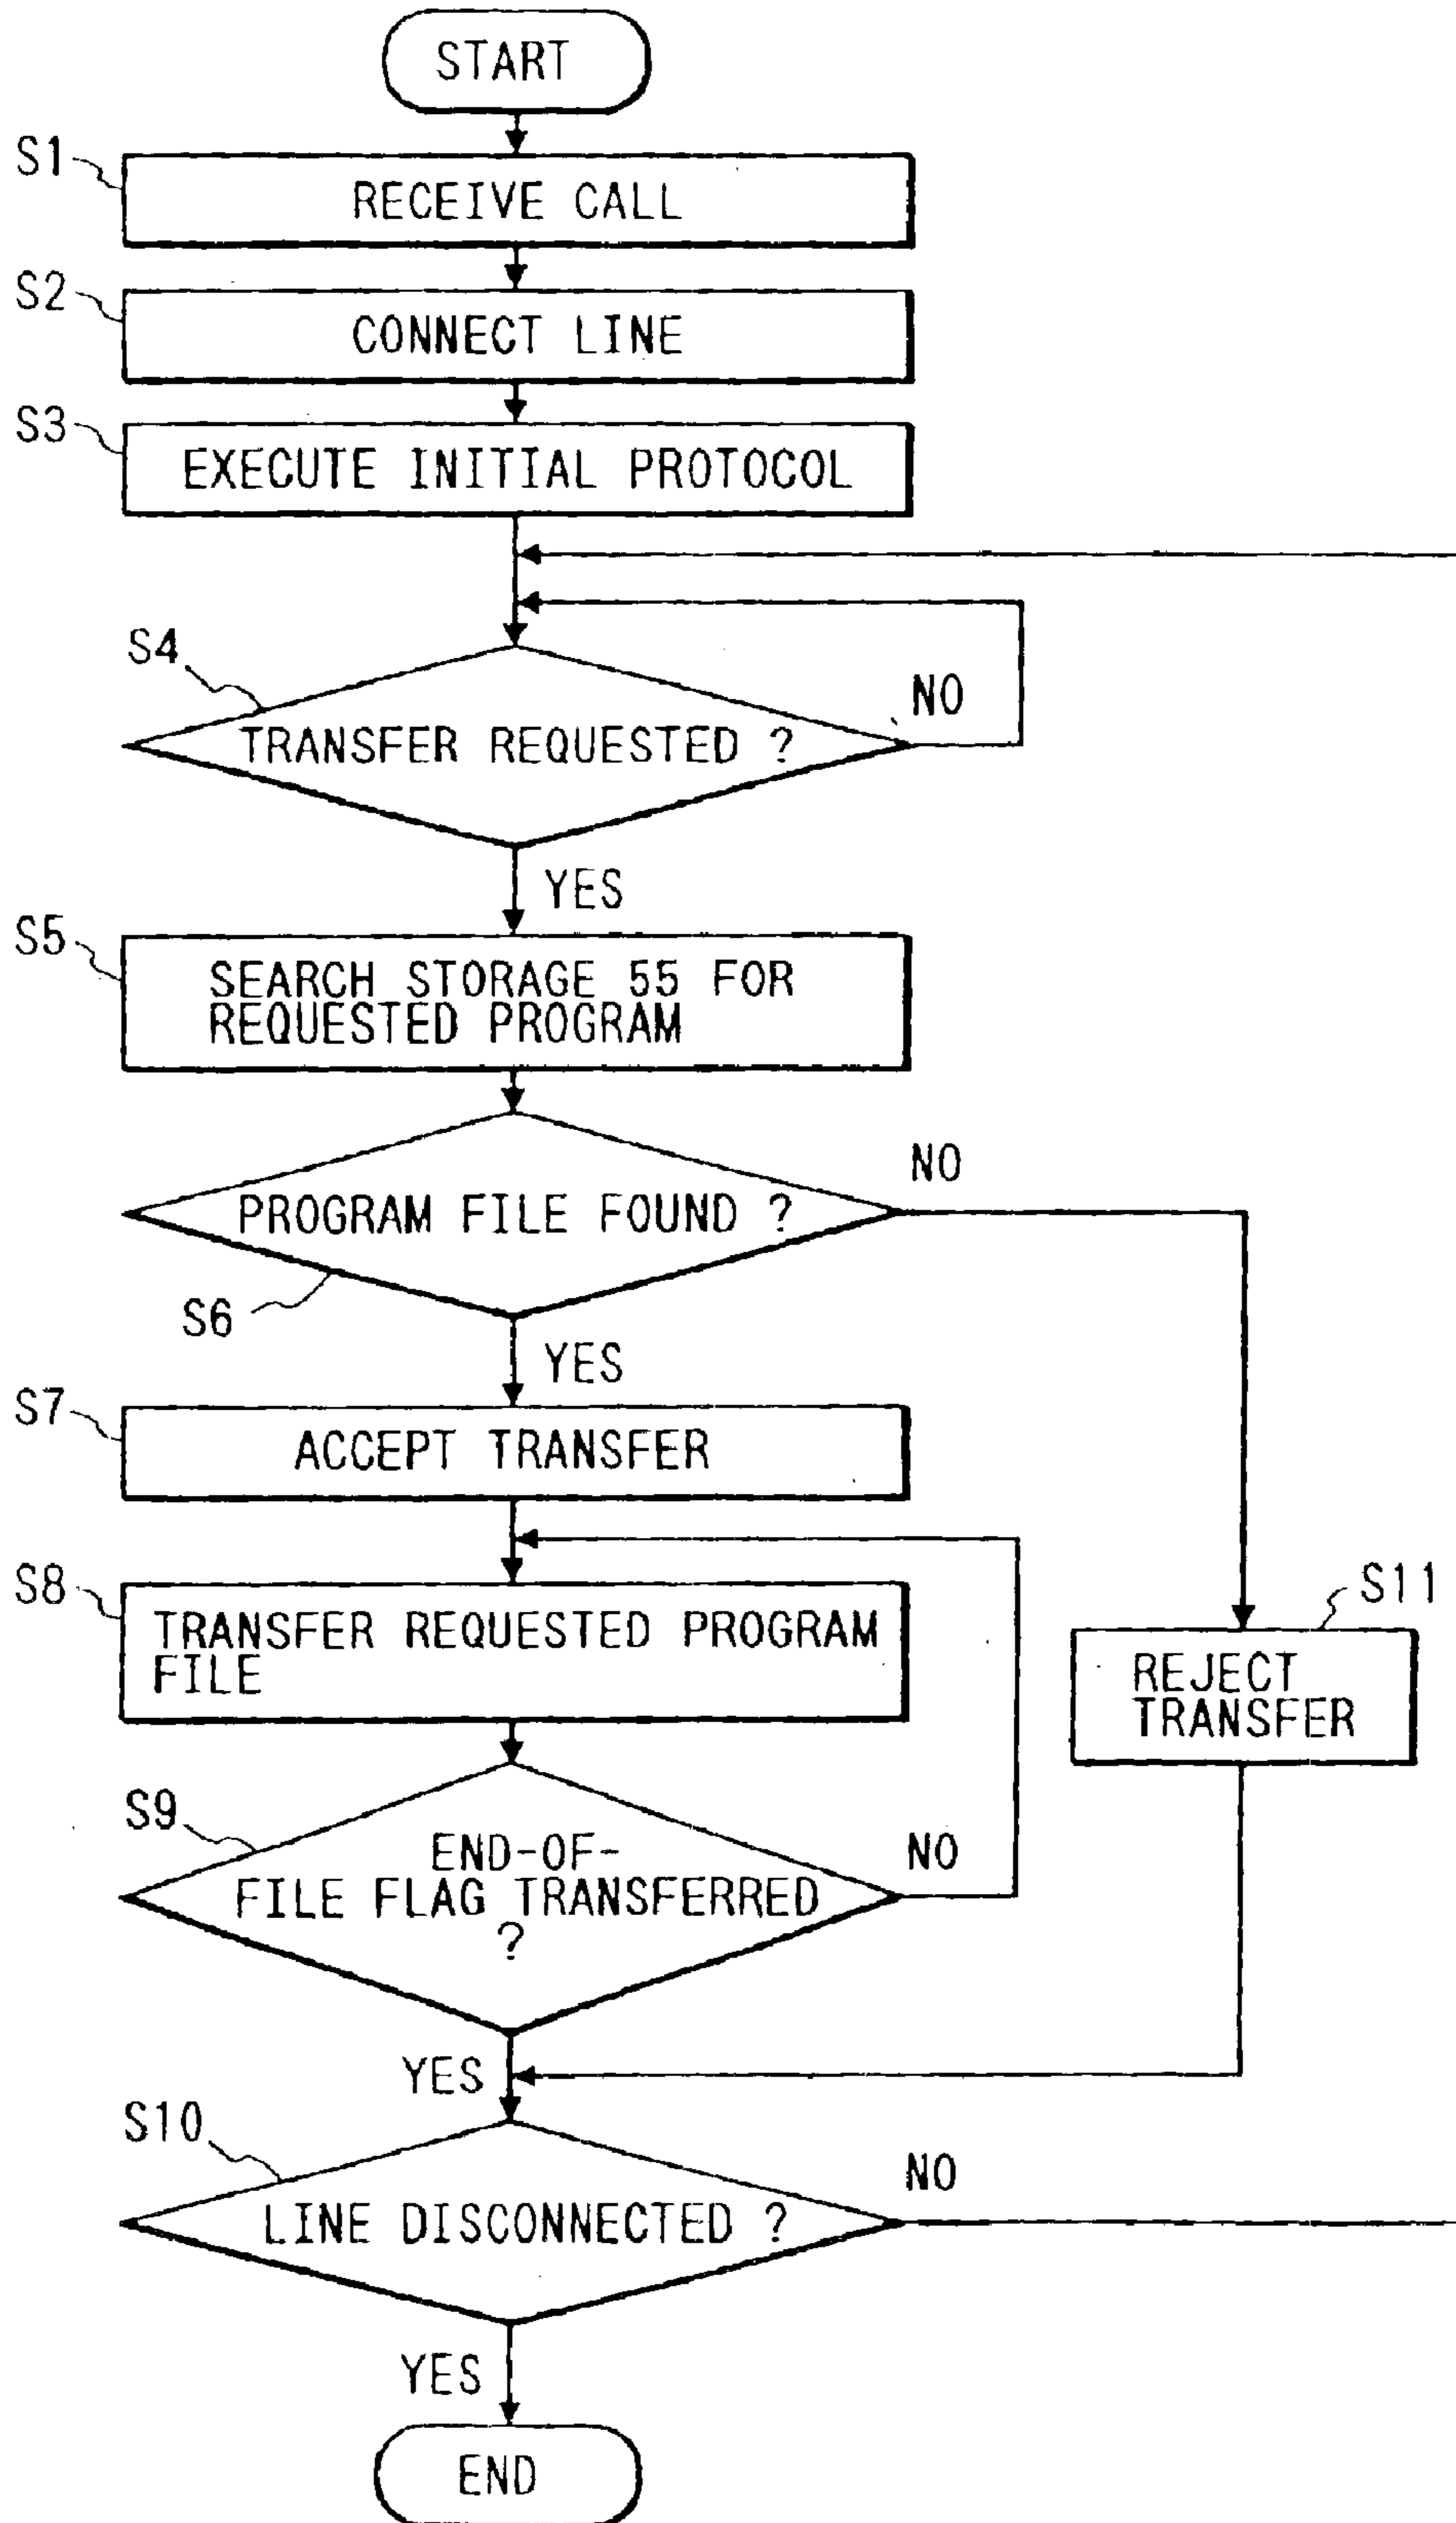 START
S1
RECEIVE CALL
S2
CONNECT LINE
S3
EXECUTE INITIAL PROTOCOL
S4
NO
TRANSFER REQUESTED ?
YES
S5
SEARCH STORAGE 55 FOR
REQUESTED PROGRAM
NO
PROGRAM FILE FOUND ?
S6
YES
S7
ACCEPT TRANSFER
S8
TRANSFER REQUESTED PROGRAM
FILE
S11
REJECT
TRANSFER
S9
NO
END-OF-
FILE FLAG TRANSFERRED
?
YES
S10
NO
LINE DISCONNECTED ?
YES
END